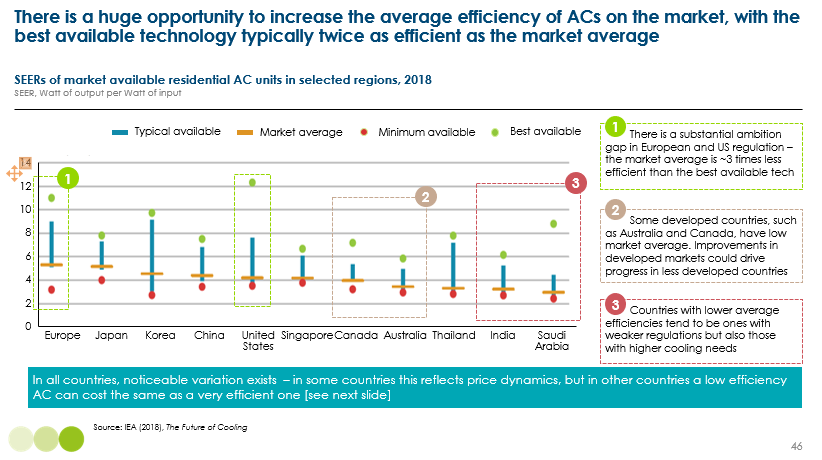 There is a huge opportunity to increase the average efficiency of ACs on the market, with the
best available technology typically twice as efficient as the market average
SEERs of market available residential AC units in selected regions, 2018
SEER, Watt of output per Watt of input
Typical available
Market average
Minimum available
Best available
14
12
10
8
6
4
2
0
1
2
3
Europe
Japan
Korea
China
United
States
Singapore
Canada
Australia
Thailand
India
Saudi
Arabia
1
There is a substantial ambition
gap in European and US regulation –
the market average is ~3 times less
efficient than the best available tech
2
Some developed countries, such
as Australia and Canada, have low
market average. Improvements in
developed markets could drive
progress in less developed countries
3
Countries with lower average
efficiencies tend to be ones with
weaker regulations but also those
with higher cooling needs
In all countries, noticeable variation exists – in some countries this reflects price dynamics, but in other countries a low efficiency
AC can cost the same as a very efficient one [see next slide]
Source: IEA (2018), The Future of Cooling
46